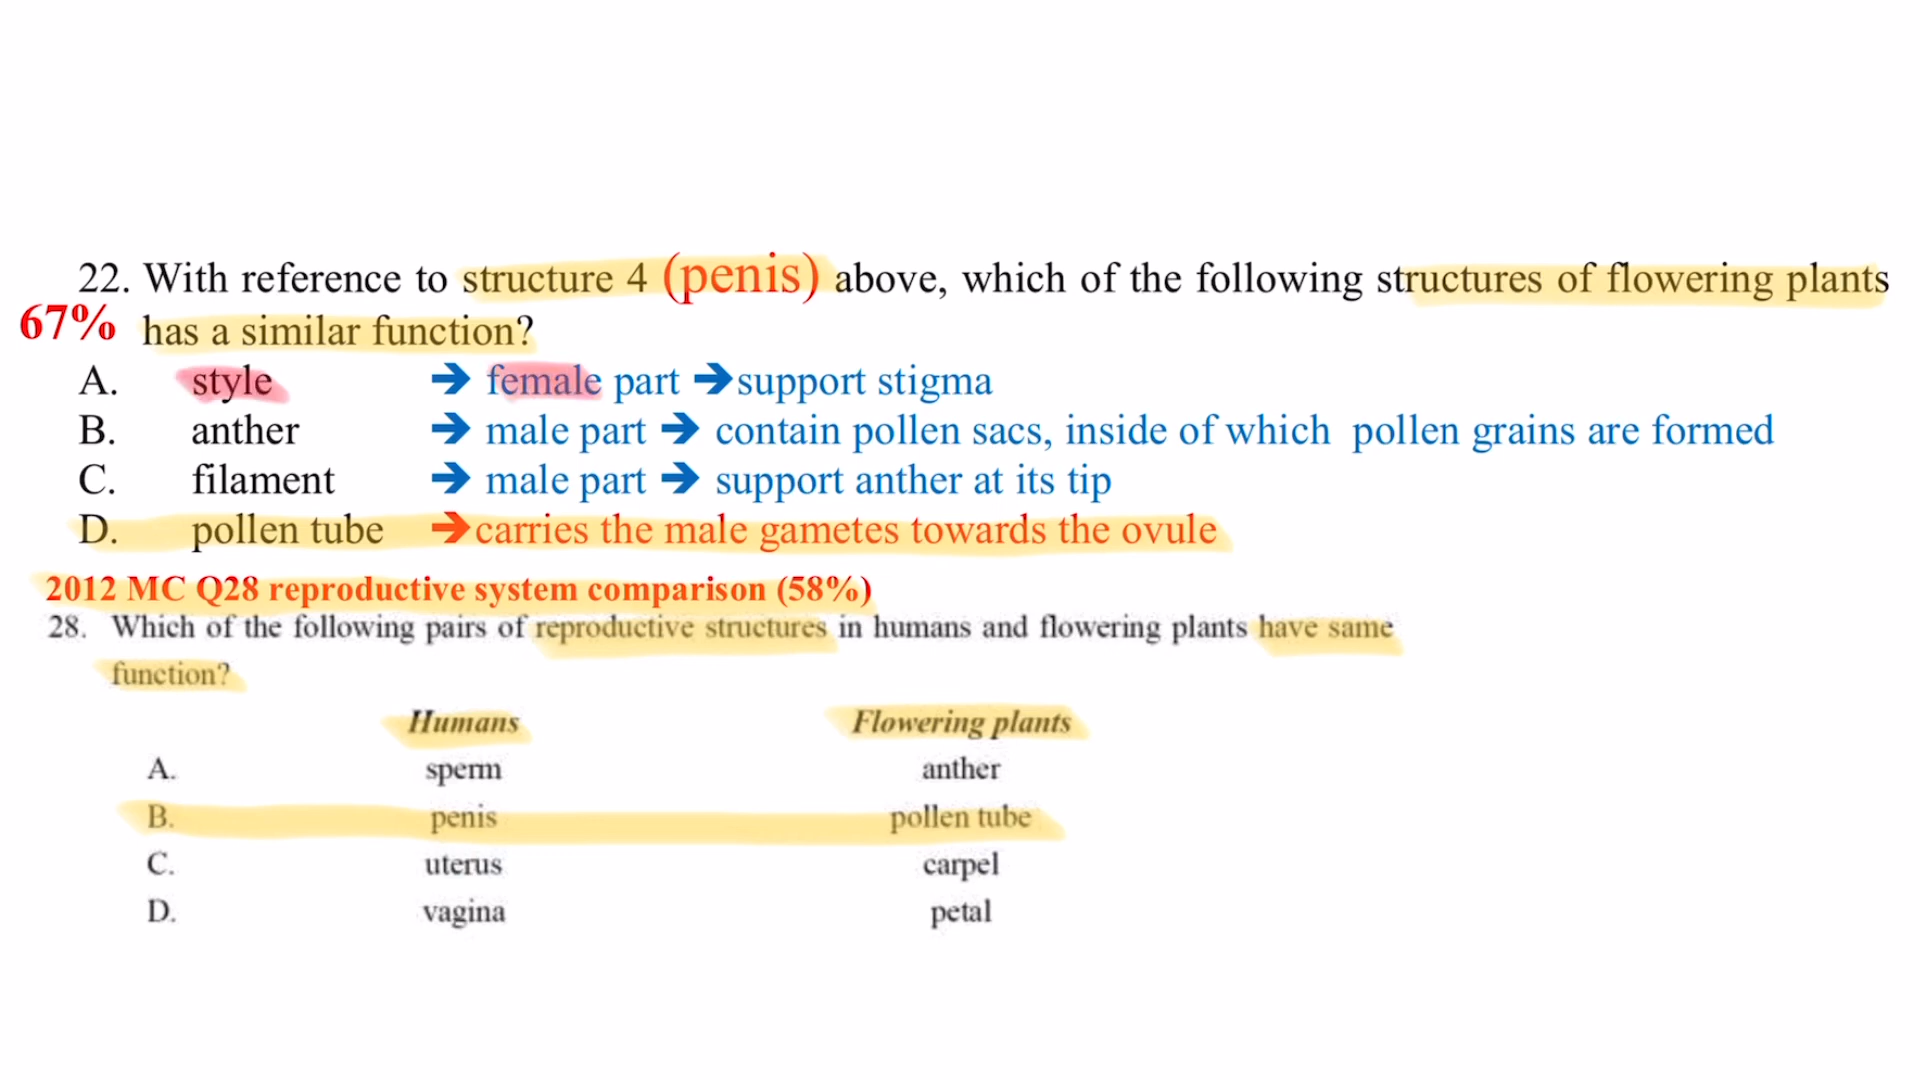 22. With reference to structure 4 (penis) above, which of the following structures of flowering plants
67% has a similar function?
A. style ➔ female part ➔support stigma
B. anther ➔ male part ➔ contain pollen sacs, inside of which pollen grains are formed
C. filament ➔ male part ➔ support anther at its tip
D. pollen tube ➔carries the male gametes towards the ovule
2012 MC Q28 reproductive system comparison (58%)
28. Which of the following pairs of reproductive structures in humans and flowering plants have same
function?
Humans Flowering plants
A. sperm anther
B. penis pollen tube
C. uterus carpel
D. vagina petal